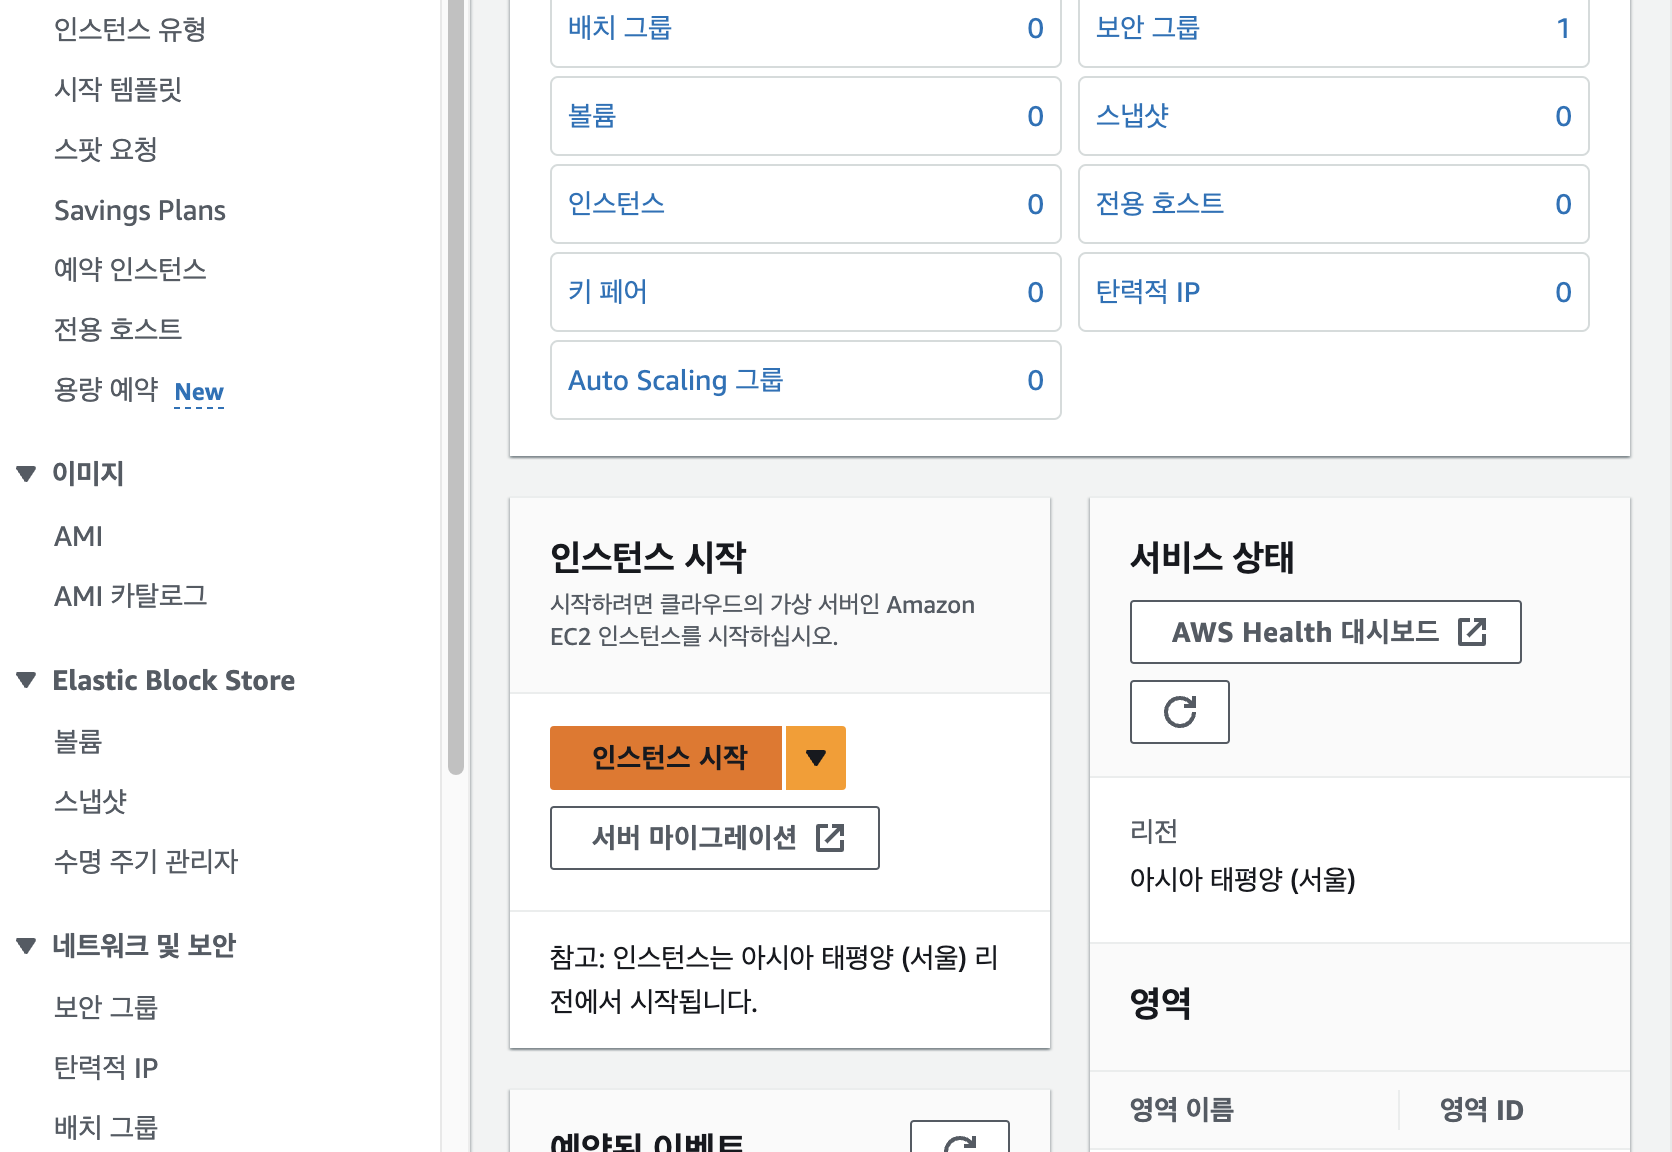 인스턴스 유형
시작 템플릿
스팟 요청
Savings Plans
예약 인스턴스
전용 호스트
용량 예약 New
이미지
AMI
AMI 카탈로그
Elastic Block Store
볼륨
스냅샷
수명 주기 관리자
네트워크 및 보안
보안 그룹
탄력적 IP
배치 그룹
배치 그룹 0
보안 그룹 1
볼륨 0
스냅샷 0
인스턴스 0
전용 호스트 0
키 페어 0
탄력적 IP 0
Auto Scaling 그룹 0
인스턴스 시작
시작하려면 클라우드의 가상 서버인 Amazon
EC2 인스턴스를 시작하십시오.
인스턴스 시작
서버 마이그레이션
참고: 인스턴스는 아시아 태평양 (서울) 리
전에서 시작됩니다.
예약된 이벤트
서비스 상태
AWS Health 대시보드
리전
아시아 태평양 (서울)
영역
영역 이름
영역 ID